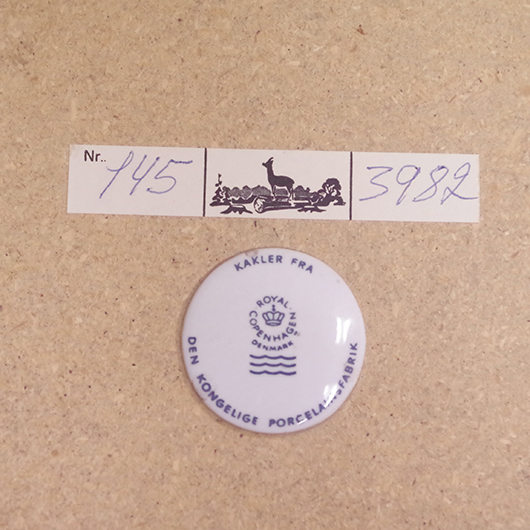 Nr.. 145 3982
KAKLER FRA
ROYAL
COPENHAGEN
DENMARK
DEN KONGELIGE PORCELAINSFABRIK